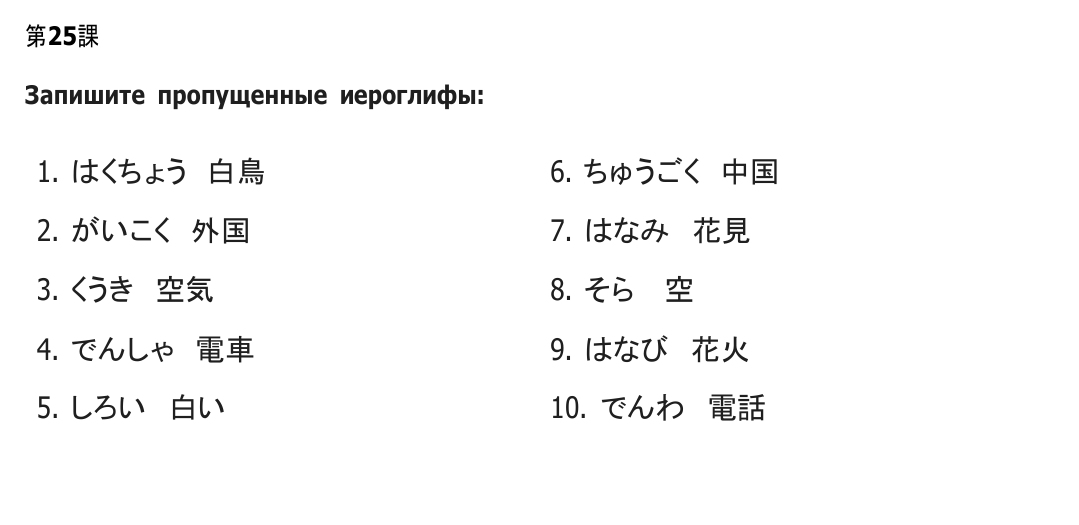 第25課
Запишите пропущенные иероглифы:
1. はくちょう 白鳥
2. がいこく 外国
3. くうき 空気
4. でんしゃ 電車
5. しろい 白い
6. ちゅうごく 中国
7. はなみ 花見
8. そら 空
9. はなび 花火
10. でんわ 電話